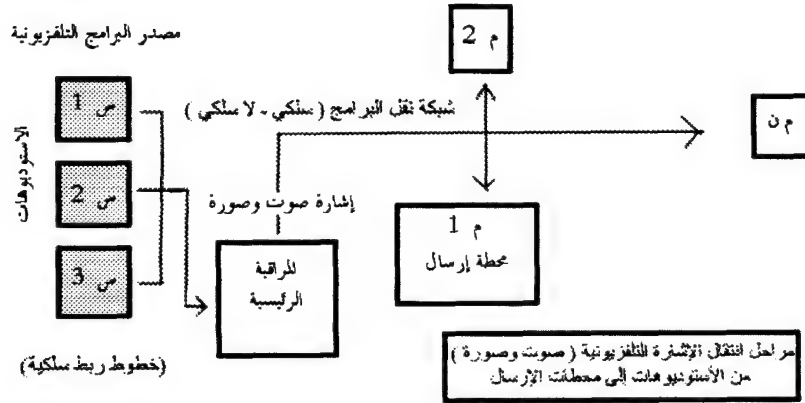 مصدر البرامج التلفزيونية
م 2
ص 1
شبكة نقل البرامج ( سلكي - لا سلكي )
م ن
الاستوديوهات
ص 2
إشارة صوت وصورة
م 1
محطة إرسال
ص 3
المراقبة
الرئيسية
(خطوط ربط سلكية)
مراحل انتقال الإشارة التلفزيونية ( صوت وصورة )
من الأستوديوهات إلى محطات الإرسال